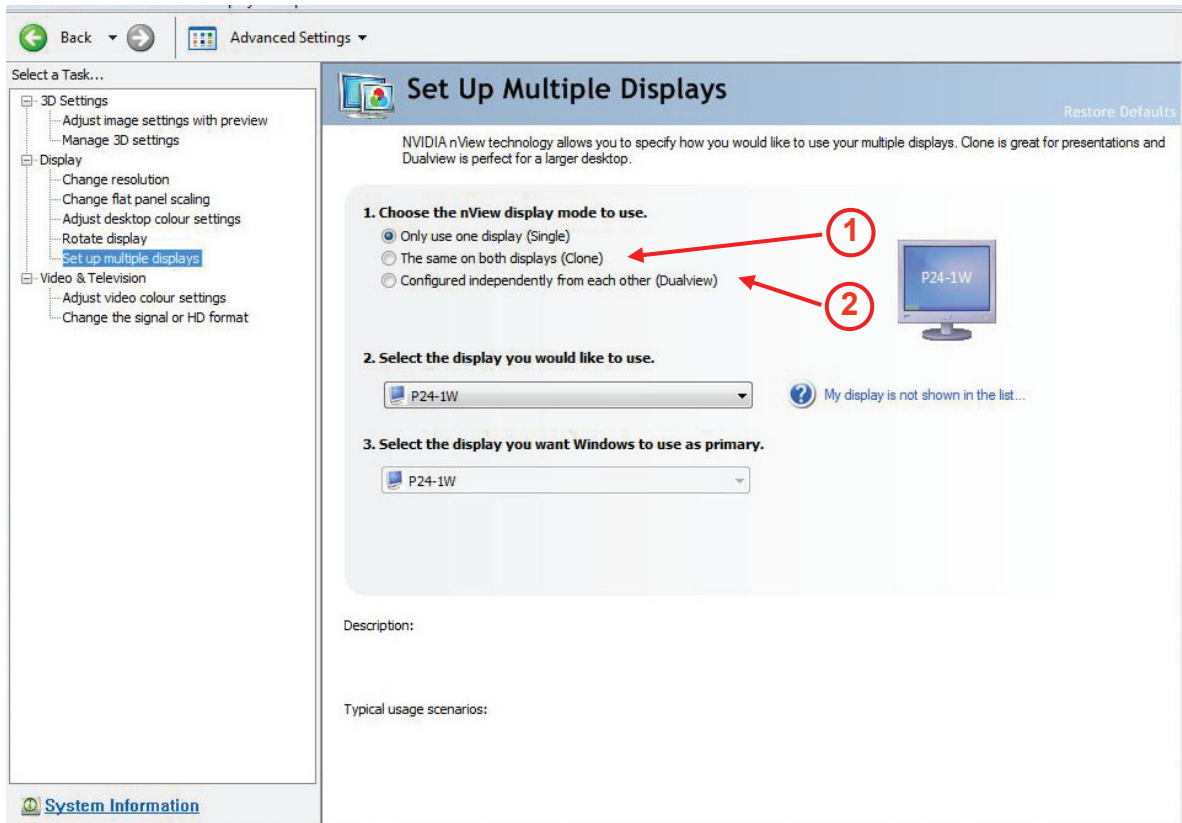 Back
Advanced Settings
Select a Task...
3D Settings
Adjust image settings with preview
Manage 3D settings
Display
Change resolution
Change flat panel scaling
Adjust desktop colour settings
Rotate display
Set up multiple displays
Video & Television
Adjust video colour settings
Change the signal or HD format
System Information
Set Up Multiple Displays
Restore Defaults
NVIDIA nView technology allows you to specify how you would like to use your multiple displays. Clone is great for presentations and
Dualview is perfect for a larger desktop.
1. Choose the nView display mode to use.
Only use one display (Single)
The same on both displays (Clone)
Configured independently from each other (Dualview)
1
2
P24-1W
2. Select the display you would like to use.
P24-1W
My display is not shown in the list...
3. Select the display you want Windows to use as primary.
P24-1W
Description:
Typical usage scenarios: